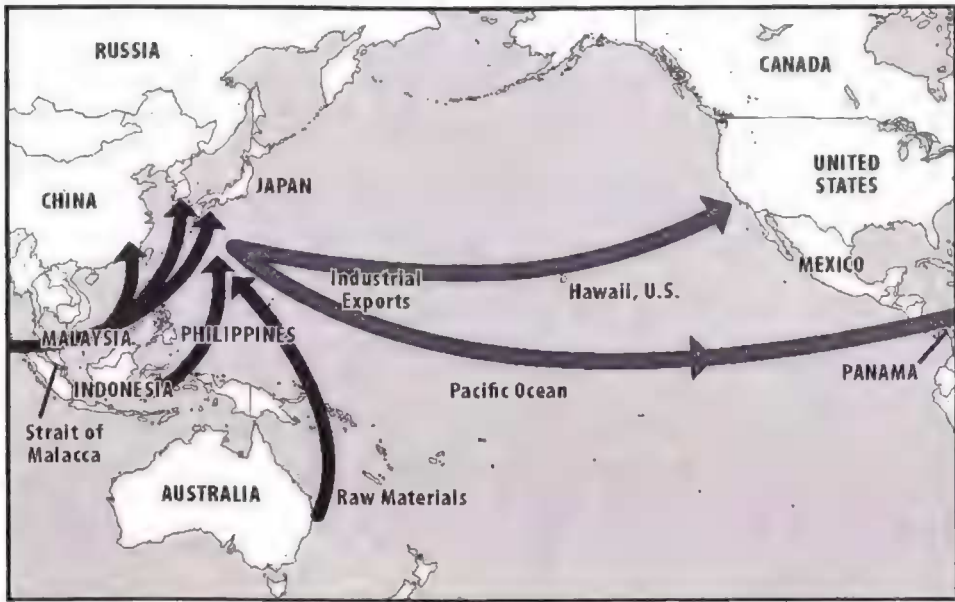 RUSSIA
CANADA
UNITED
STATES
JAPAN
CHINA
Industrial
Exports
Hawaii, U.S.
MEXICO
MALAYSIA
PHILIPPINES
PANAMA
INDONESIA
Pacific Ocean
Strait of
Malacca
AUSTRALIA
Raw Materials